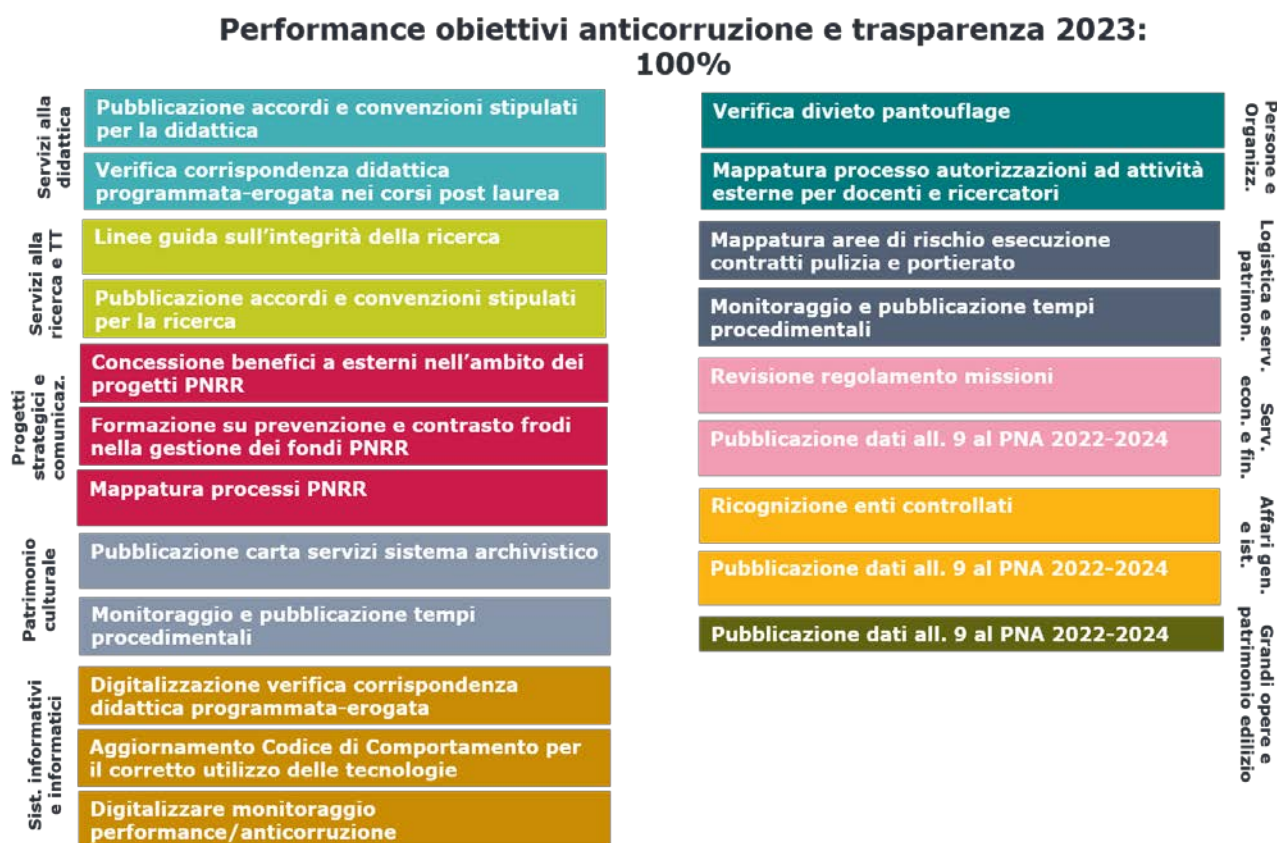 Performance obiettivi anticorruzione e trasparenza 2023:
100%
Servizi alla
didattica
Pubblicazione accordi e convenzioni stipulati
per la didattica
Verifica corrispondenza didattica
programmata-erogata nei corsi post laurea
Servizi alla
ricerca e TT
Linee guida sull'integrità della ricerca
Pubblicazione accordi e convenzioni stipulati
per la ricerca
Progetti
strategici e
comunicaz.
Concessione benefici a esterni nell'ambito dei
progetti PNRR
Formazione su prevenzione e contrasto frodi
nella gestione dei fondi PNRR
Mappatura processi PNRR
Patrimonio
culturale
Pubblicazione carta servizi sistema archivistico
Monitoraggio e pubblicazione tempi
procedimentali
Sist. informativi
e informatici
Digitalizzazione verifica corrispondenza
didattica programmata-erogata
Aggiornamento Codice di Comportamento per
il corretto utilizzo delle tecnologie
Digitalizzare monitoraggio
performance/anticorruzione
Persone e
Organizz.
Verifica divieto pantouflage
Mappatura processo autorizzazioni ad attività
esterne per docenti e ricercatori
Logistica e serv.
patrimon.
Mappatura aree di rischio esecuzione
contratti pulizia e portierato
Monitoraggio e pubblicazione tempi
procedimentali
Serv.
econ. e fin.
Revisione regolamento missioni
Pubblicazione dati all. 9 al PNA 2022-2024
Affari gen.
e ist.
Ricognizione enti controllati
Pubblicazione dati all. 9 al PNA 2022-2024
Grandi opere e
patrimonio edilizio
Pubblicazione dati all. 9 al PNA 2022-2024